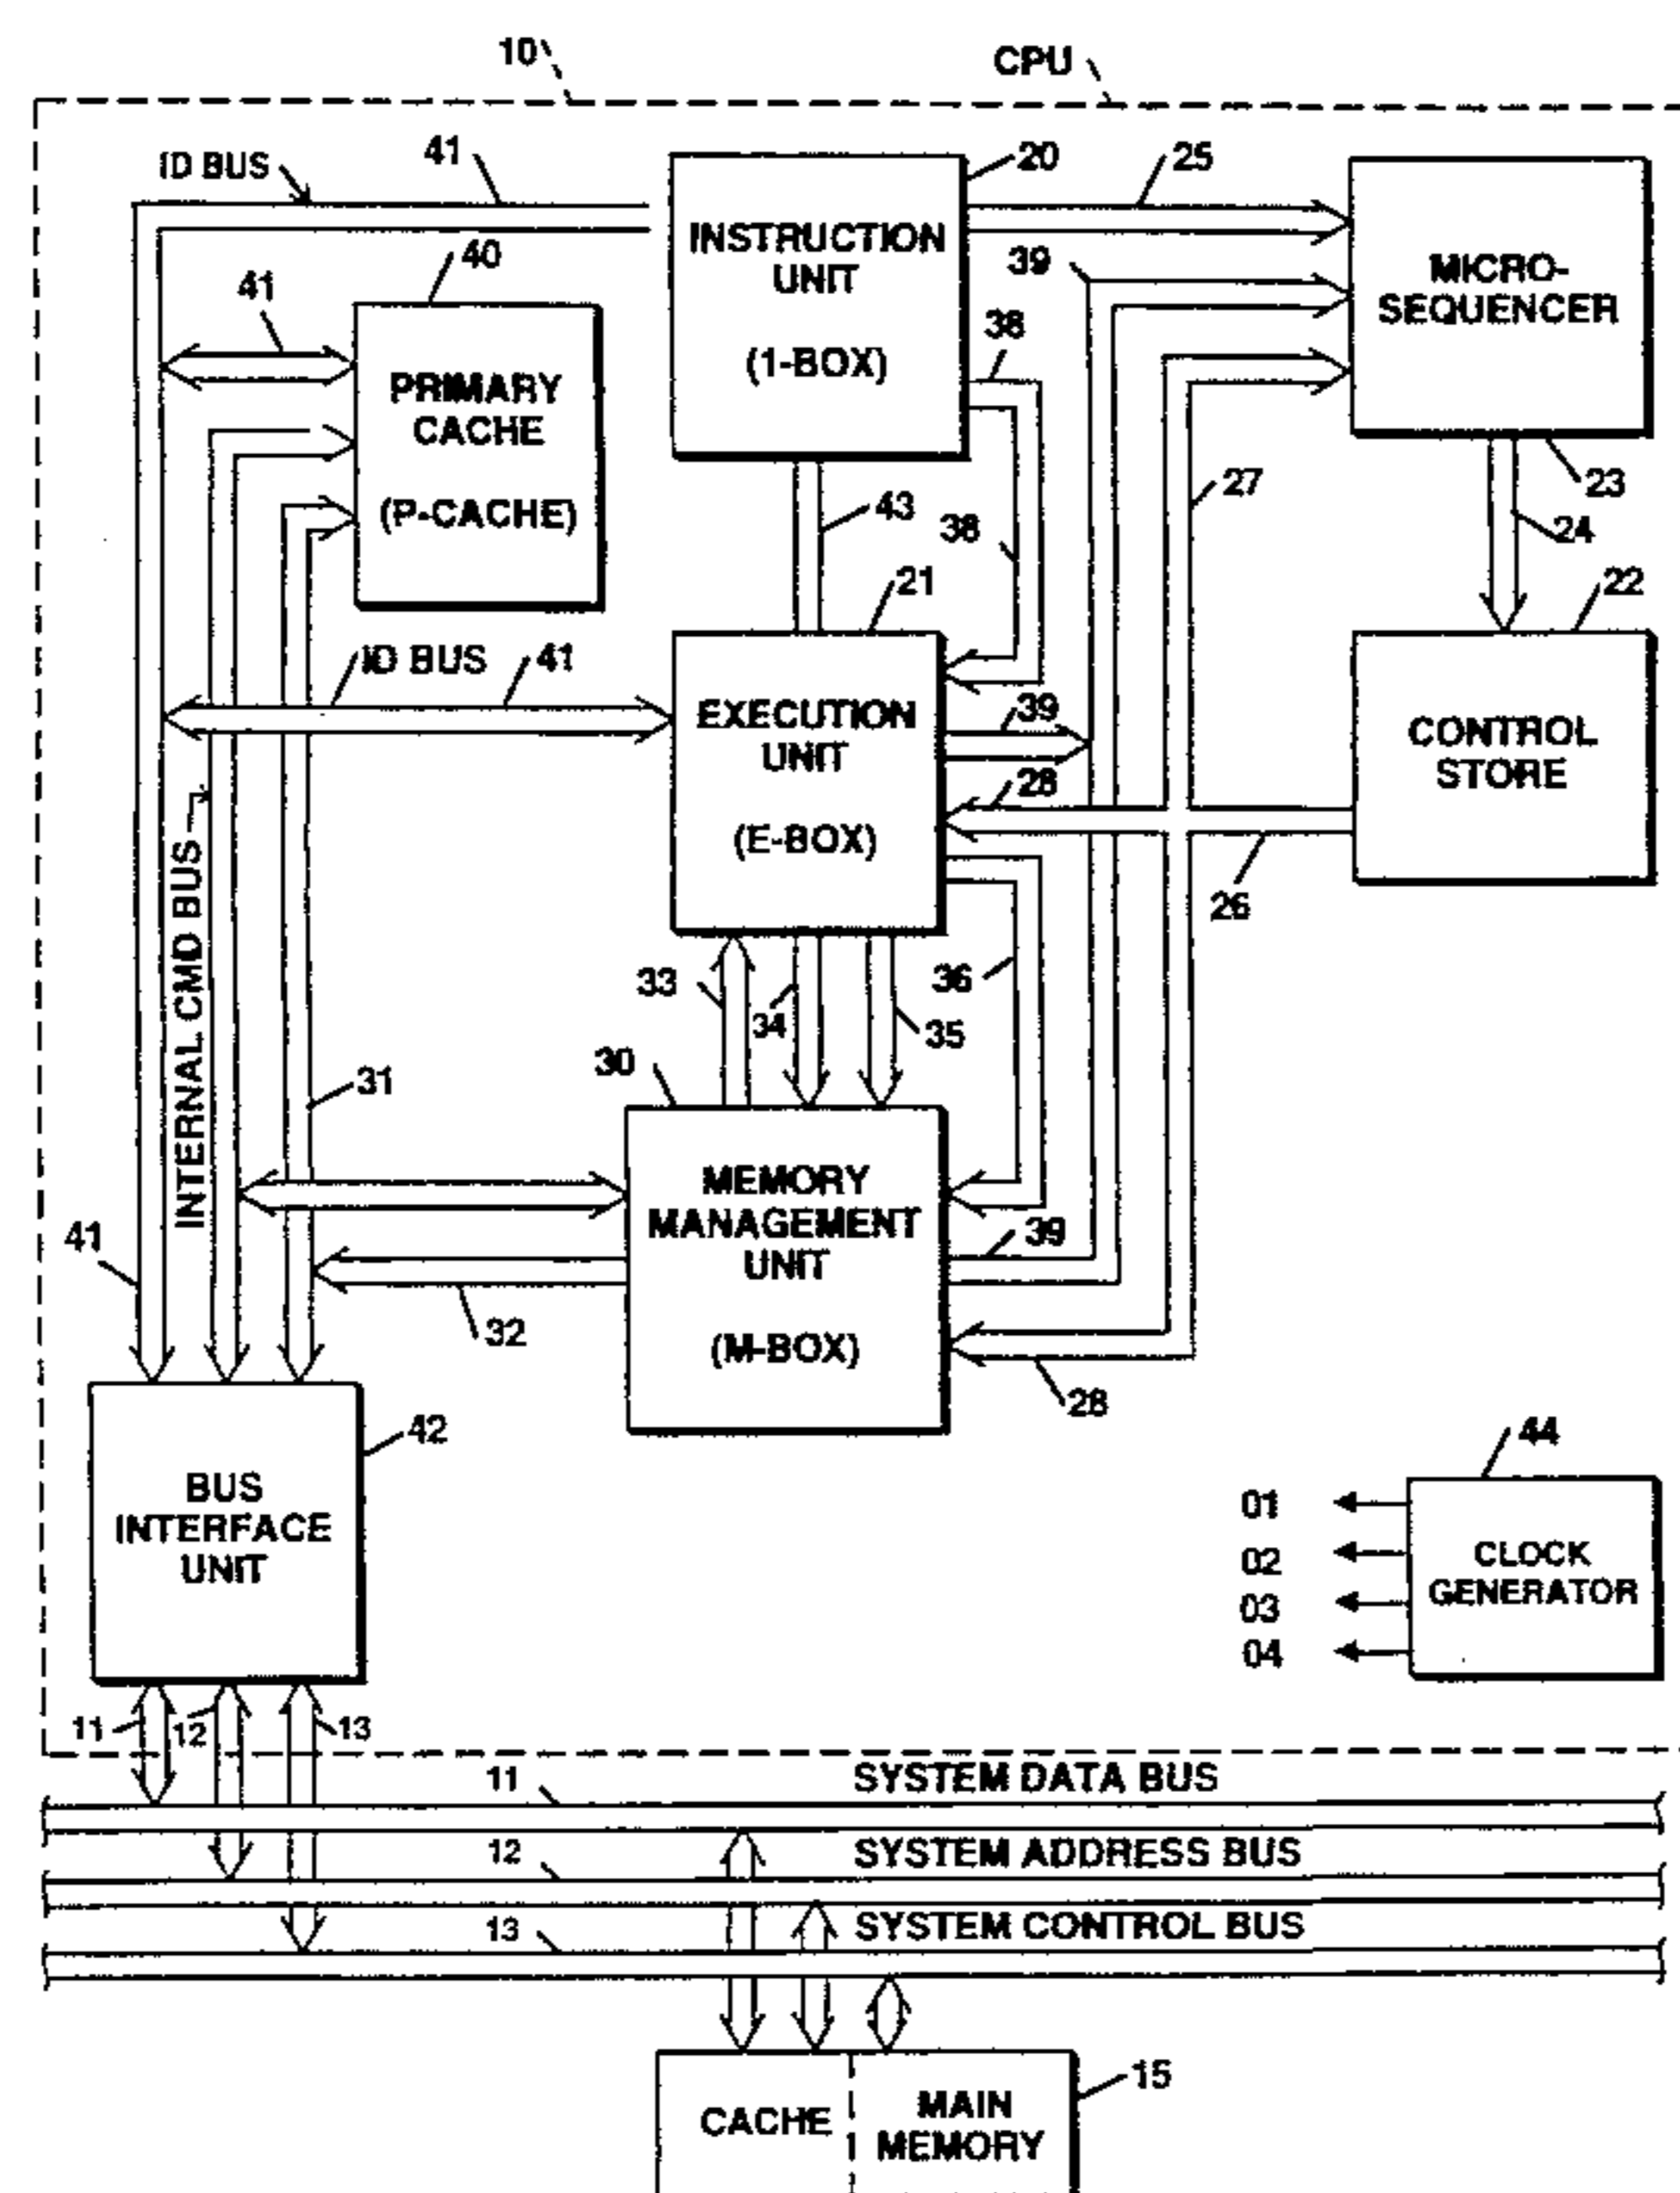 10
CPU
ID BUS
41
20
25
INSTRUCTION
UNIT
(1-BOX)
MICRO-
SEQUENCER
39
40
41
38
PRIMARY
CACHE
(P-CACHE)
27
23
43
38
24
21
22
ID BUS
41
EXECUTION
UNIT
(E-BOX)
39
28
CONTROL
STORE
26
INTERNAL CMD BUS
33
34
35
36
30
31
MEMORY
MANAGEMENT
UNIT
(M-BOX)
39
41
32
28
42
BUS
INTERFACE
UNIT
44
01
02
03
04
CLOCK
GENERATOR
11
12
13
11
SYSTEM DATA BUS
12
SYSTEM ADDRESS BUS
13
SYSTEM CONTROL BUS
15
CACHE
MAIN
MEMORY